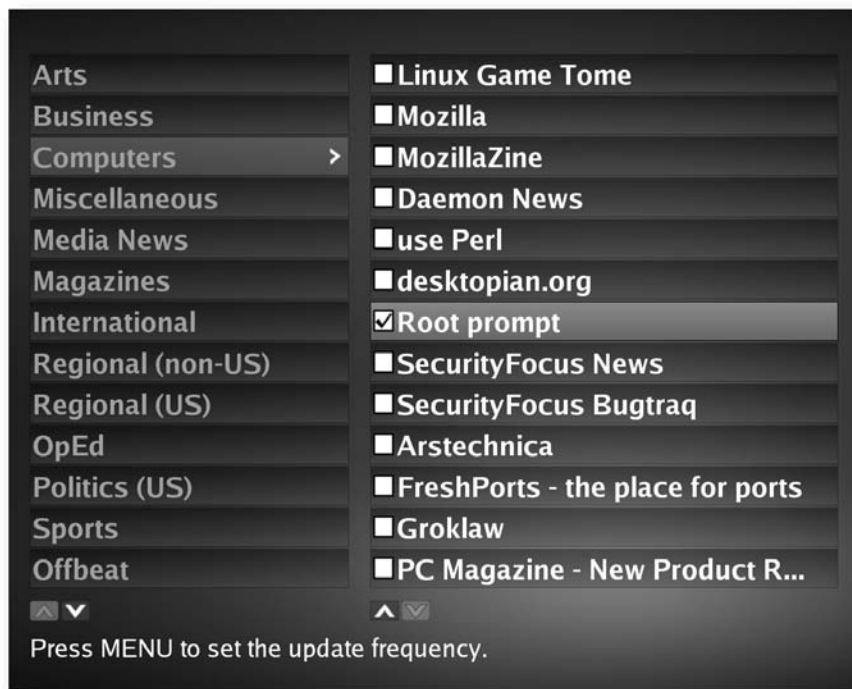 Arts
Business
Computers >
Miscellaneous
Media News
Magazines
International
Regional (non-US)
Regional (US)
OpEd
Politics (US)
Sports
Offbeat
Linux Game Tome
Mozilla
MozillaZine
Daemon News
use Perl
desktopian.org
Root prompt
SecurityFocus News
SecurityFocus Bugtraq
Arstechnica
FreshPorts - the place for ports
Groklaw
PC Magazine - New Product R...
Press MENU to set the update frequency.